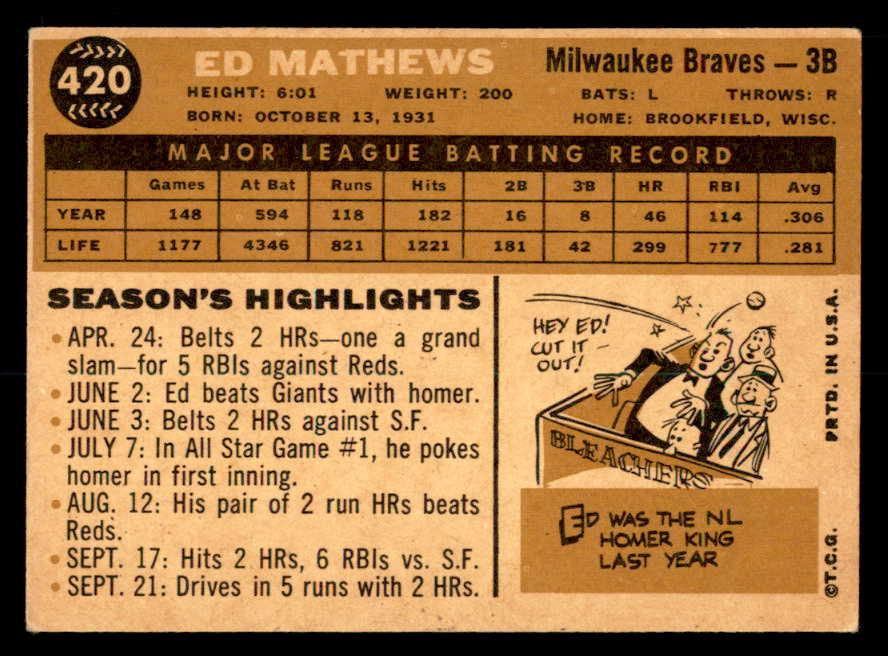 420
ED MATHEWS
Milwaukee Braves — 3B
HEIGHT: 6:01 WEIGHT: 200 BATS: L THROWS: R
BORN: OCTOBER 13, 1931 HOME: BROOKFIELD, WISC.
MAJOR LEAGUE BATTING RECORD
Games At Bat Runs Hits 2B 3B HR RBI Avg
YEAR 148 594 118 182 16 8 46 114 .306
LIFE 1177 4346 821 1221 181 42 299 777 .281
SEASON'S HIGHLIGHTS
• APR. 24: Belts 2 HRs—one a grand
slam—for 5 RBIs against Reds.
• JUNE 2: Ed beats Giants with homer.
• JUNE 3: Belts 2 HRs against S.F.
• JULY 7: In All Star Game #1, he pokes
homer in first inning.
• AUG. 12: His pair of 2 run HRs beats
Reds.
• SEPT. 17: Hits 2 HRs, 6 RBIs vs. S.F.
• SEPT. 21: Drives in 5 runs with 2 HRs.
HEY ED!
CUT IT
OUT!
BLEACHERS
ED WAS THE NL
HOMER KING
LAST YEAR
PRTD. IN U.S.A.
©T.C.G.